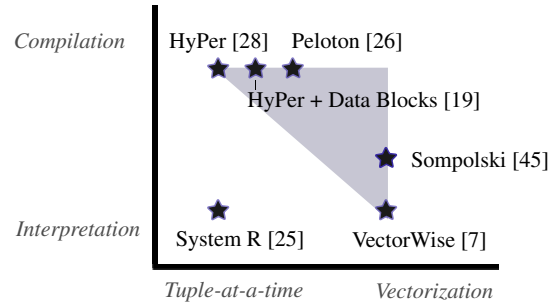 Compilation
HyPer [28]
Peloton [26]
HyPer + Data Blocks [19]
Sompolski [45]
Interpretation
System R [25]
VectorWise [7]
Tuple-at-a-time
Vectorization